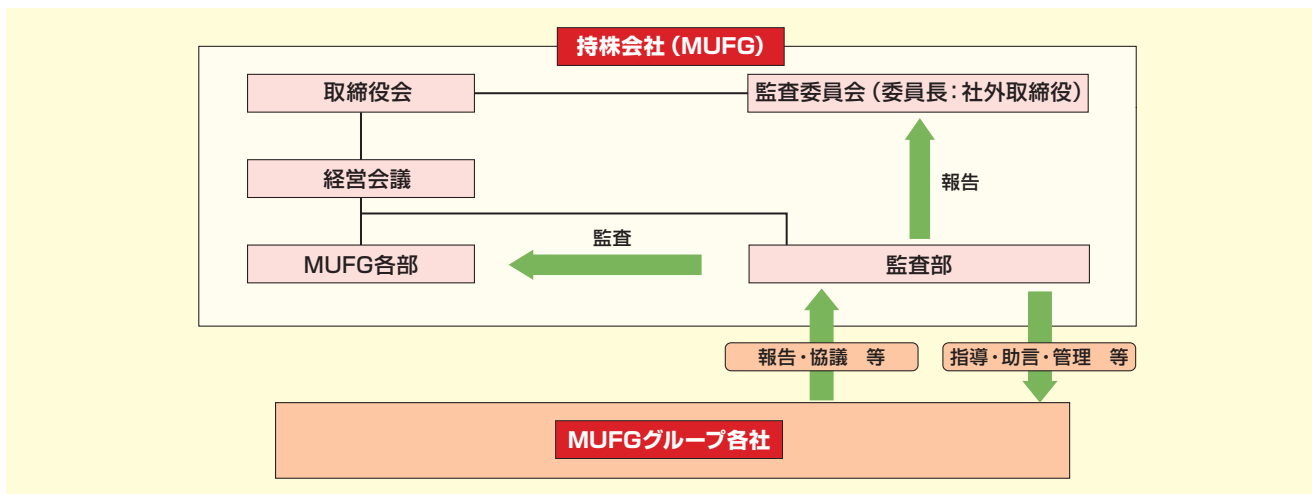 持株会社（MUFG）
取締役会
監査委員会（委員長：社外取締役）
経営会議
報告
監査
MUFG各部
監査部
報告・協議　等
指導・助言・管理　等
MUFGグループ各社